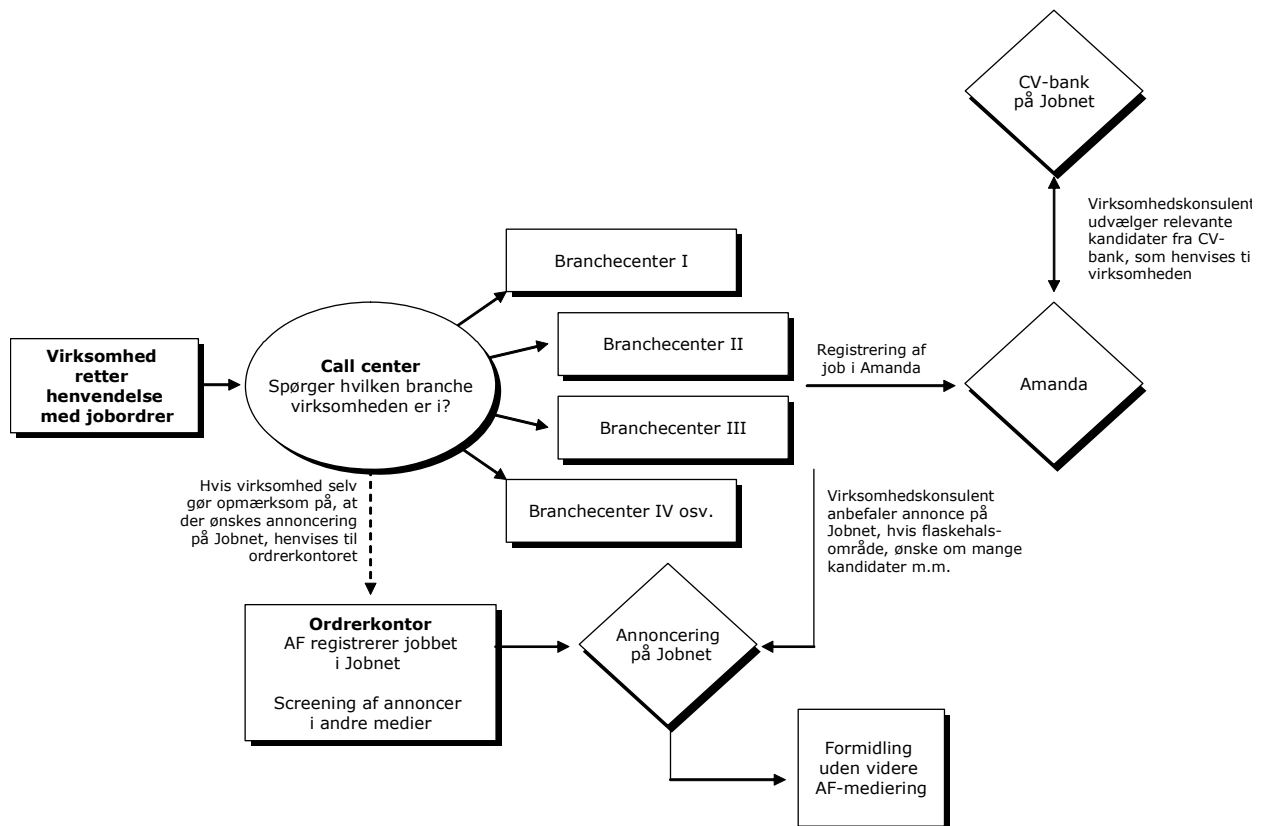 CV-bank
på Jobnet
Virksomhedskonsulent
udvælger relevante
kandidater fra CV-
bank, som henvises ti
virksomheden
Branchecenter I
Branchecenter II
Branchecenter III
Branchecenter IV osv.
Virksomhed
retter
henvendelse
med jobordrer
Call center
Spørger hvilken branche
virksomheden er i?
Registrering af
job i Amanda
Amanda
Hvis virksomhed selv
gør opmærksom på, at
der ønskes annoncering
på Jobnet, henvises til
ordrerkontoret
Virksomhedskonsulent
anbefaler annonce på
Jobnet, hvis flaskehals-
område, ønske om mange
kandidater m.m.
Ordrerkontor
AF registrerer jobbet
i Jobnet
Screening af annoncer
i andre medier
Annoncering
på Jobnet
Formidling
uden videre
AF-mediering